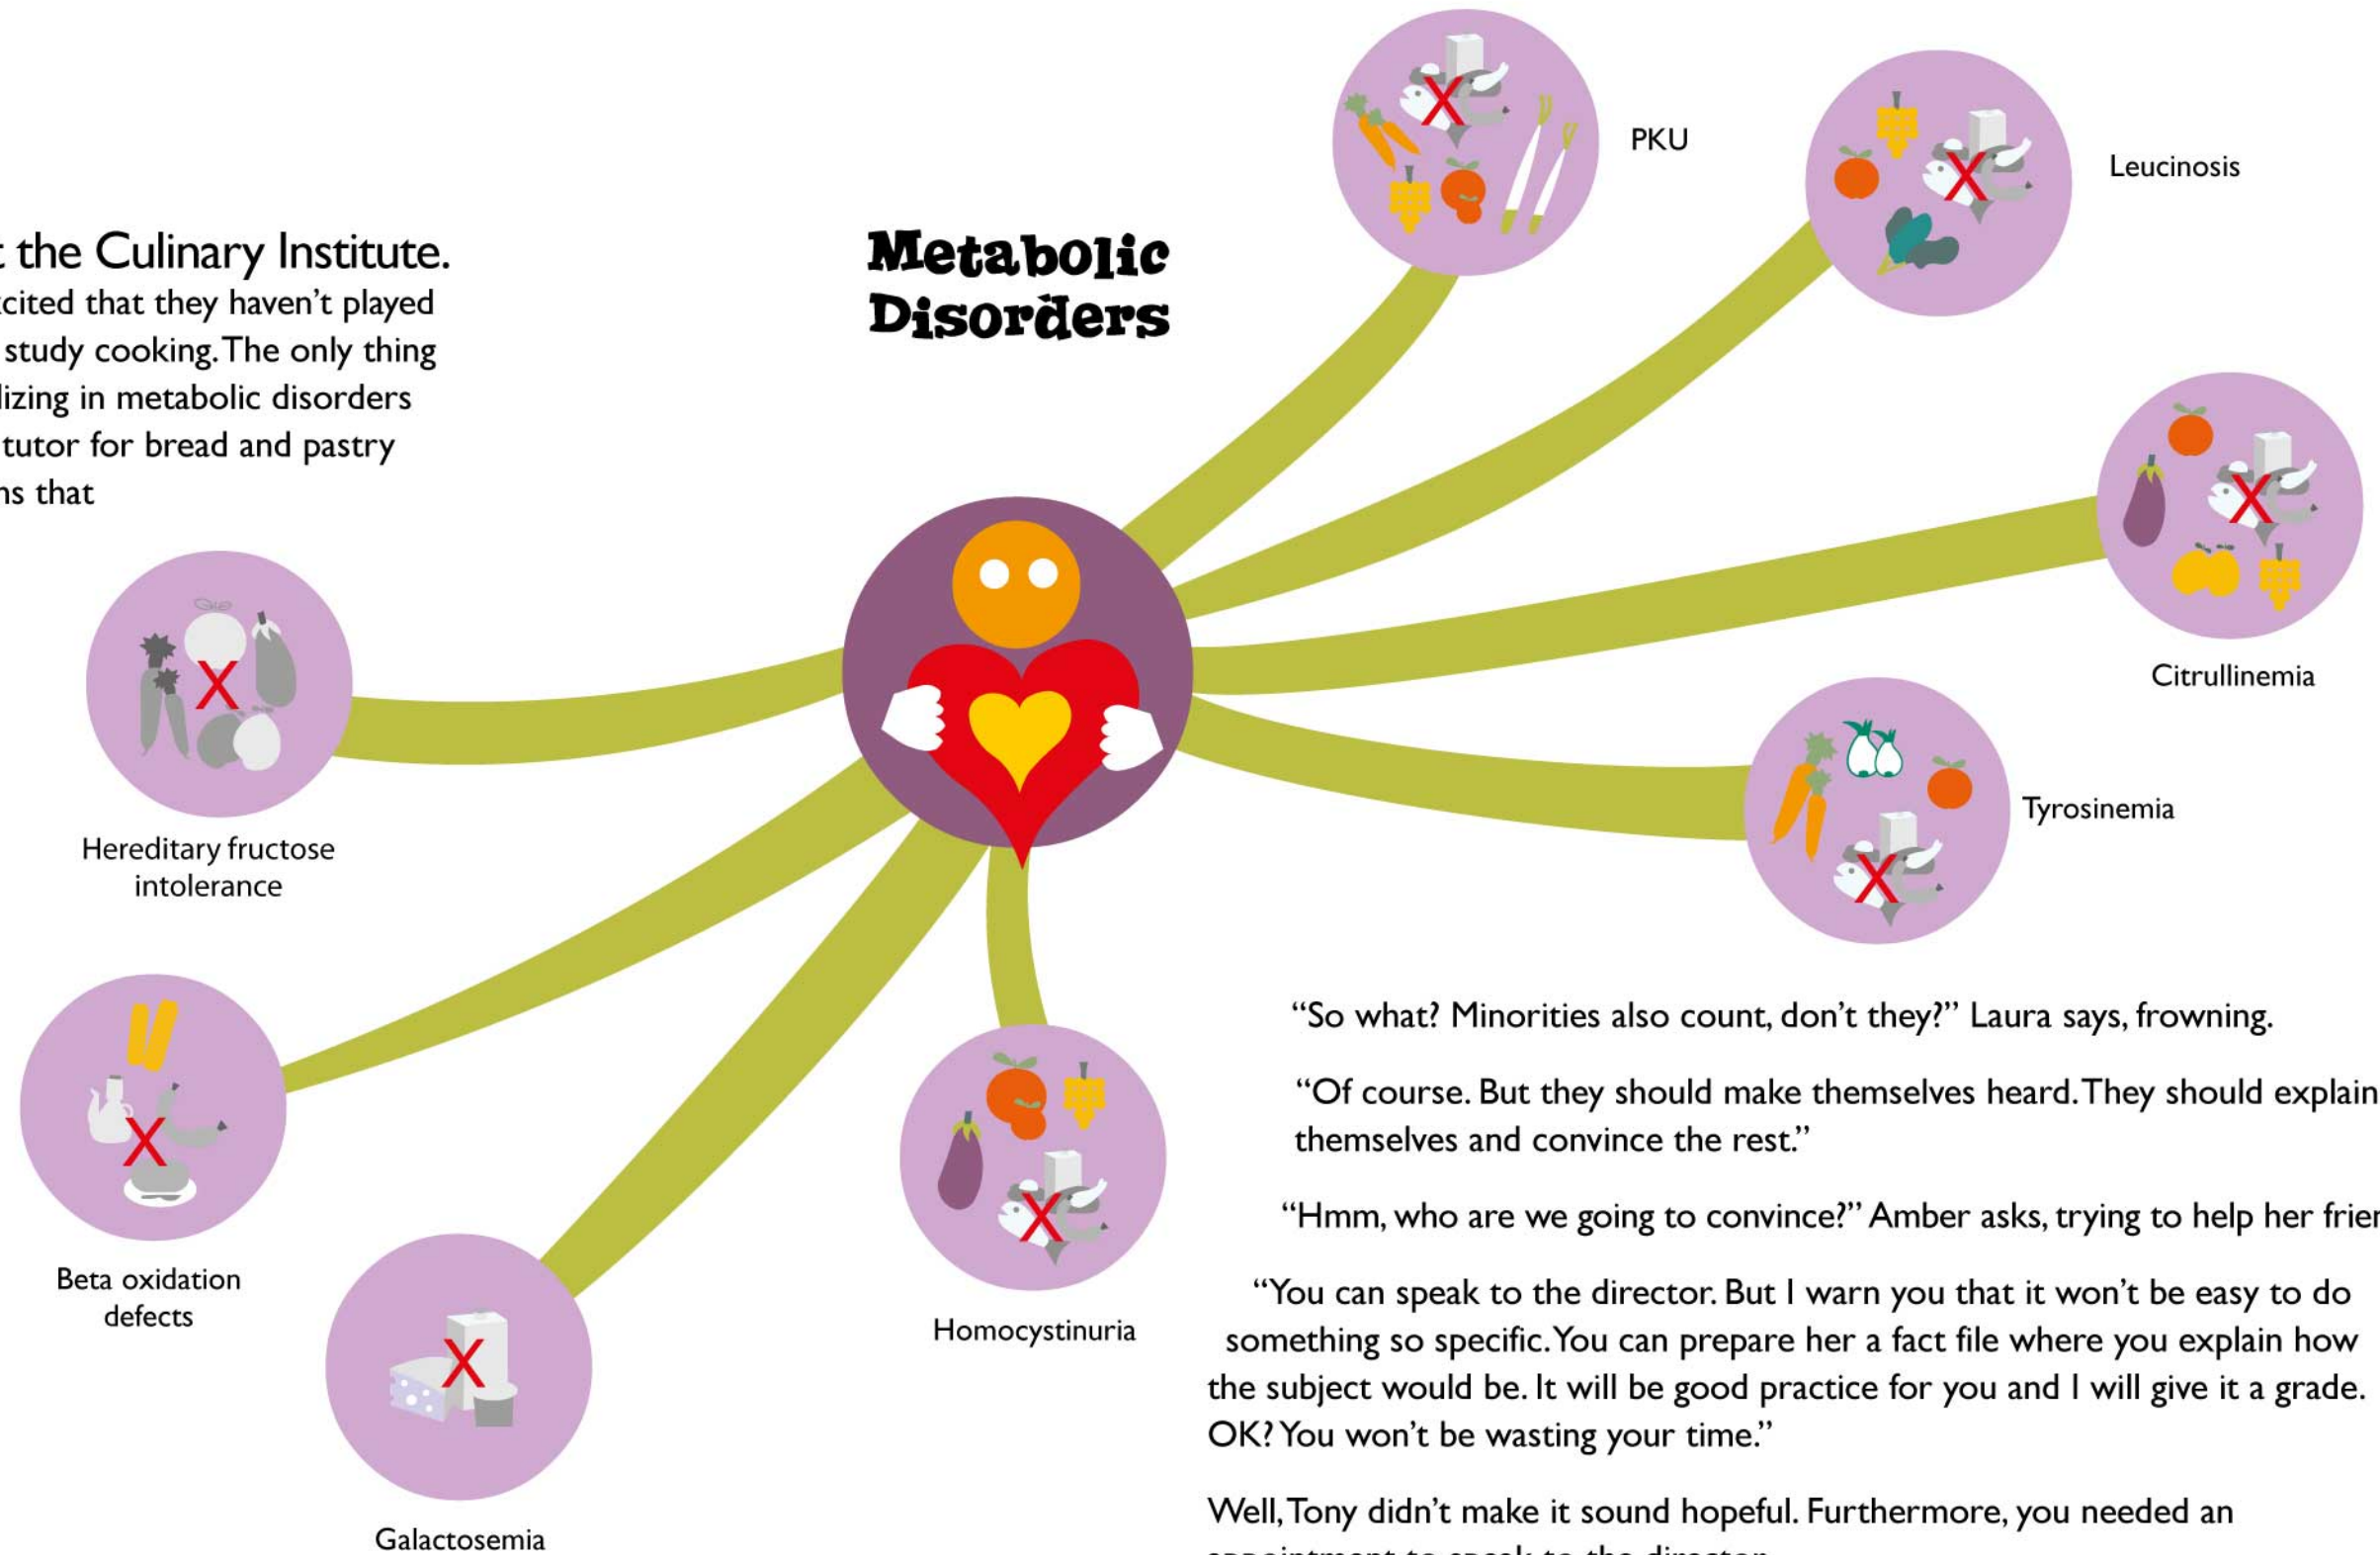 the Culinary Institute.
that they haven't played
study cooking. The only thing
in metabolic disorders
tutor for bread and pastry
that
Metabolic
Disorders
PKU
Leucinosis
Citrullinemia
Tyrosinemia
Hereditary fructose
intolerance
Beta oxidation
defects
Galactosemia
Homocystinuria
“So what? Minorities also count, don’t they?” Laura says, frowning.
“Of course. But they should make themselves heard. They should explain
themselves and convince the rest.”
“Hmm, who are we going to convince?” Amber asks, trying to help her
“You can speak to the director. But I warn you that it won’t be easy to do
something so specific. You can prepare her a fact file where you explain how
the subject would be. It will be good practice for you and I will give it a grade.
OK? You won’t be wasting your time.”
Well, Tony didn’t make it sound hopeful. Furthermore, you needed an
appointment to speak to the director.